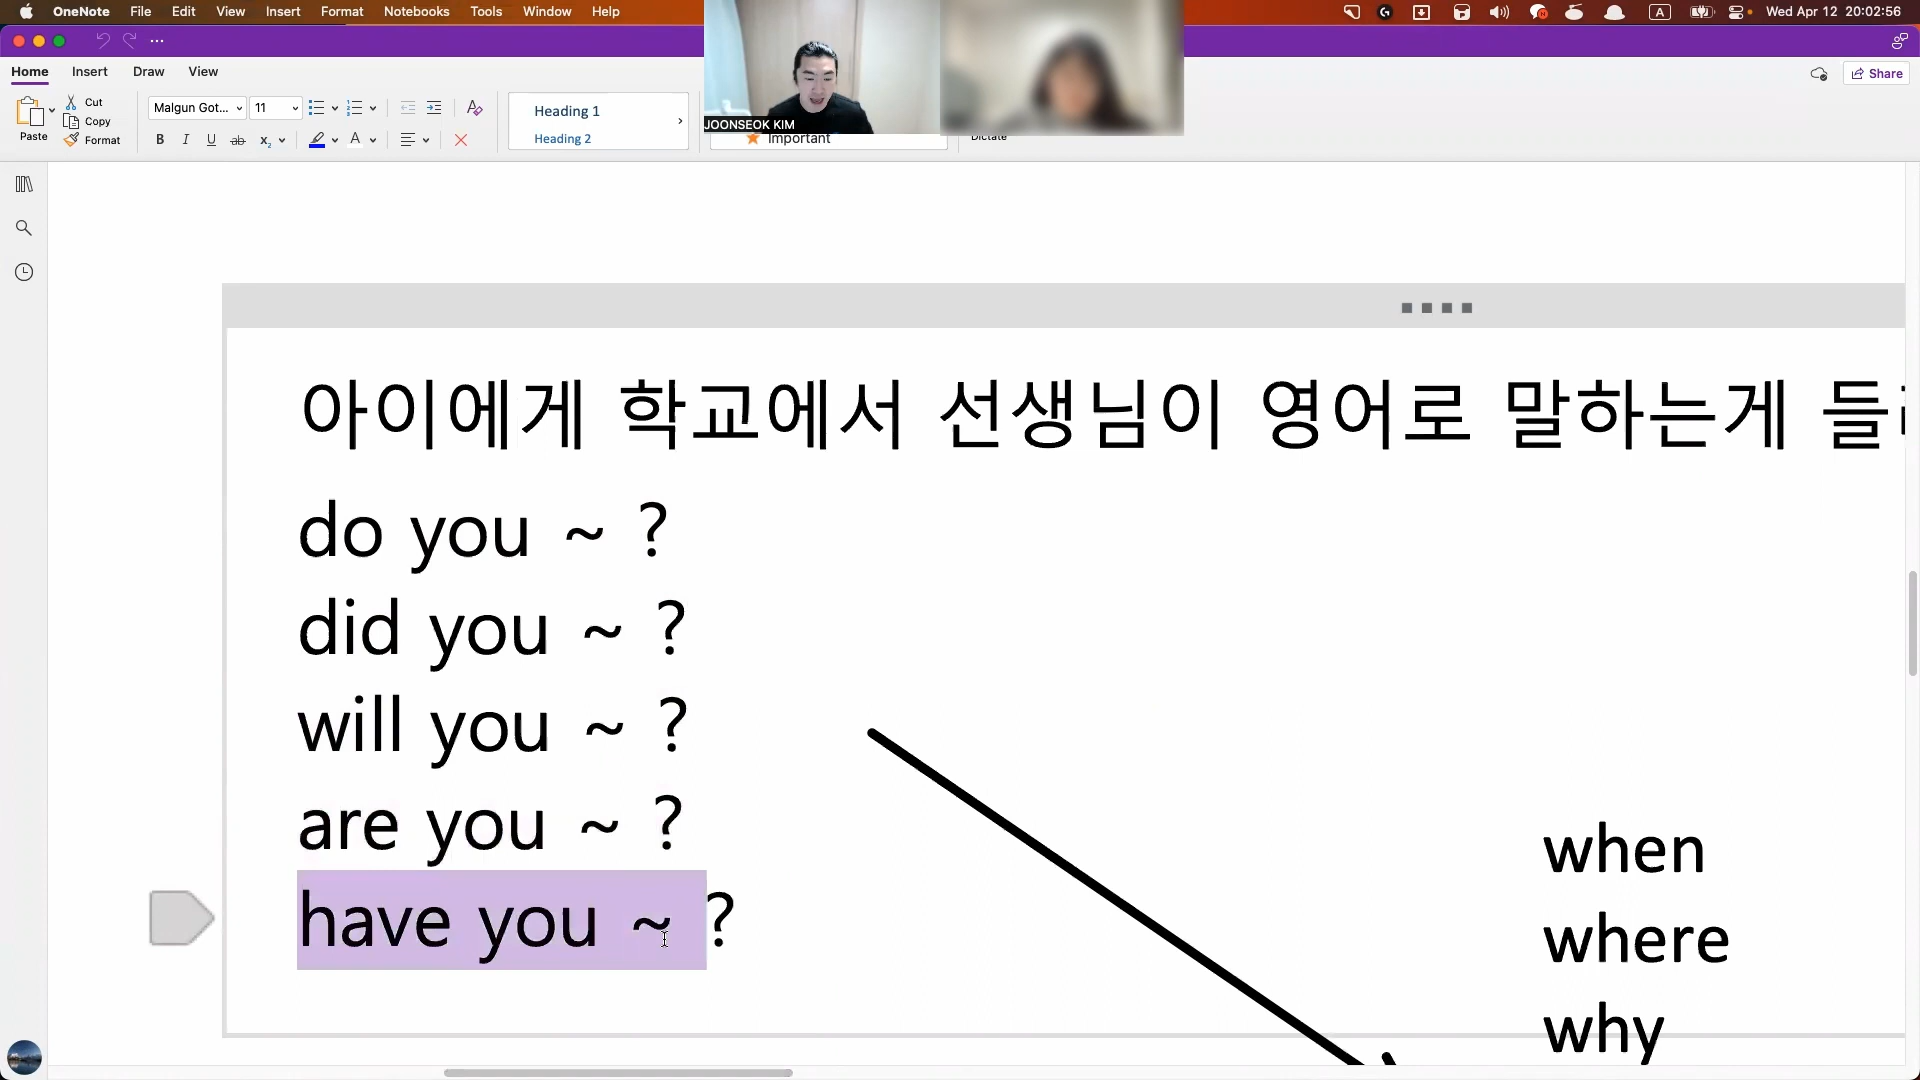 OneNote File Edit View Insert Format Notebooks Tools Window Help
A
Wed Apr 12 20:02:56
Home Insert Draw View
Share
Paste
Cut
Copy
Format
Malgun Got... 11
B I U ab x₂ A
Heading 1
Heading 2
Important
Dictate
JOONSEOK KIM
아이에게 학교에서 선생님이 영어로 말하는게
do you ~ ?
did you ~ ?
will you ~ ?
are you ~ ?
have you ~ ?
when
where
why